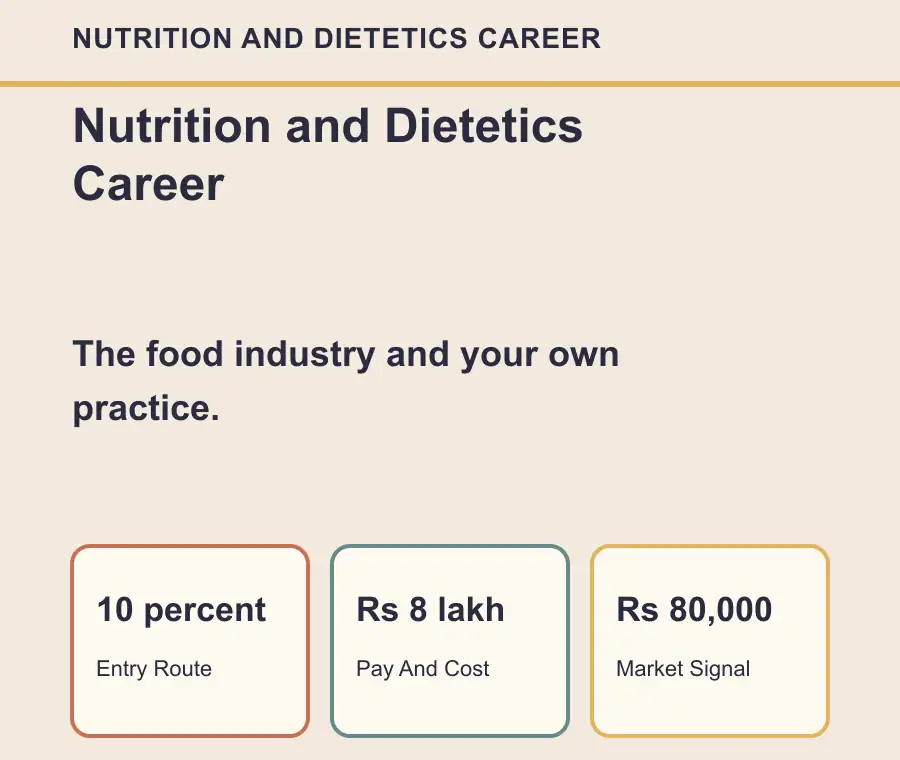 NUTRITION AND DIETETICS CAREER
Nutrition and Dietetics
Career
The food industry and your own
practice.
10 percent
Entry Route
Rs 8 lakh
Pay And Cost
Rs 80,000
Market Signal